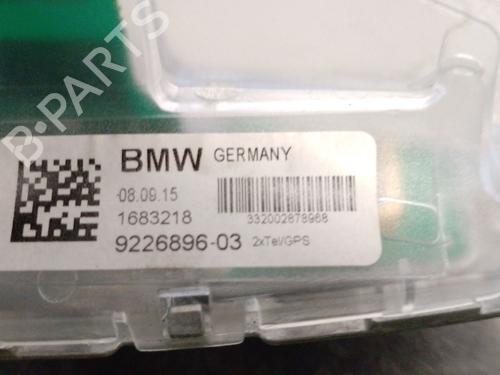 BMW GERMANY
08.09.15
1683218
332002878968
9226896-03 2xTel/GPS
B-PARTS